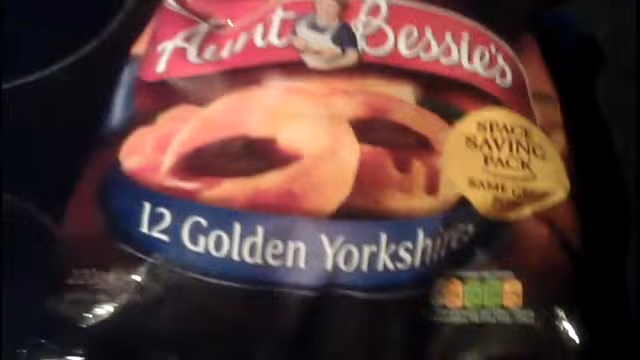 Aunt Bessie's
SPACE
SAVING
PACK
SAME
12 Golden Yorkshires